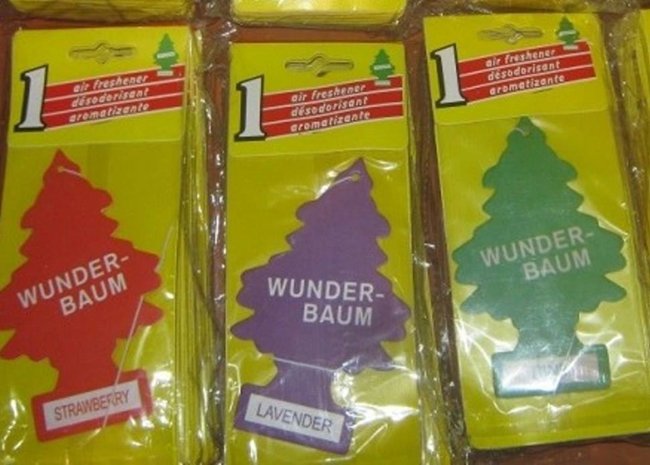 1
air freshener
désodorisant
aromatizante
WUNDER-
BAUM
STRAWBERRY
1
air freshener
désodorisant
aromatizante
WUNDER-
BAUM
LAVENDER
1
air freshener
désodorisant
aromatizante
WUNDER-
BAUM